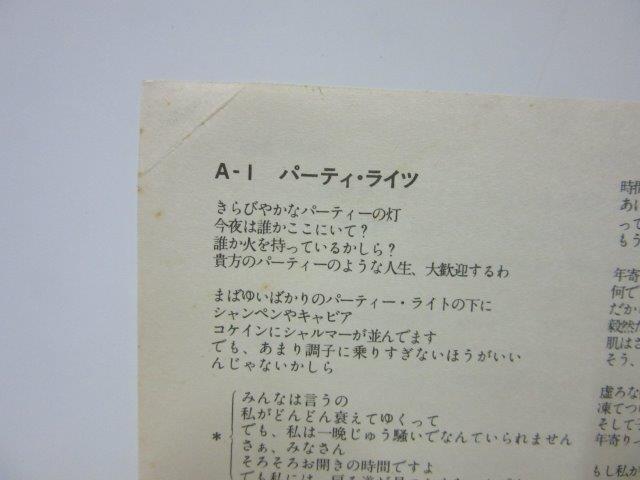 A-1 パーティ・ライツ
きらびやかなパーティーの灯
今夜は誰かここにいて？
誰か火を持っているかしら？
貴方のパーティーのような人生、大歓迎するわ
まばゆいばかりのパーティー・ライトの下に
シャンペンやキャビア
コケインにシャルマーが並んでます
でも、あまり調子に乗りすぎないほうがいい
んじゃないかしら
みんなは言うの
私がどんどん衰えてゆくって
* でも、私は一晩じゅう騒いでなんていられません
さぁ、みなさん
そろそろお開きの時間ですよ
時間
あに
って
もう
年寄
何で
だか
毅然
肌はさ
そう、
虚ろな
凍てつ
そして
年寄り
もし私が